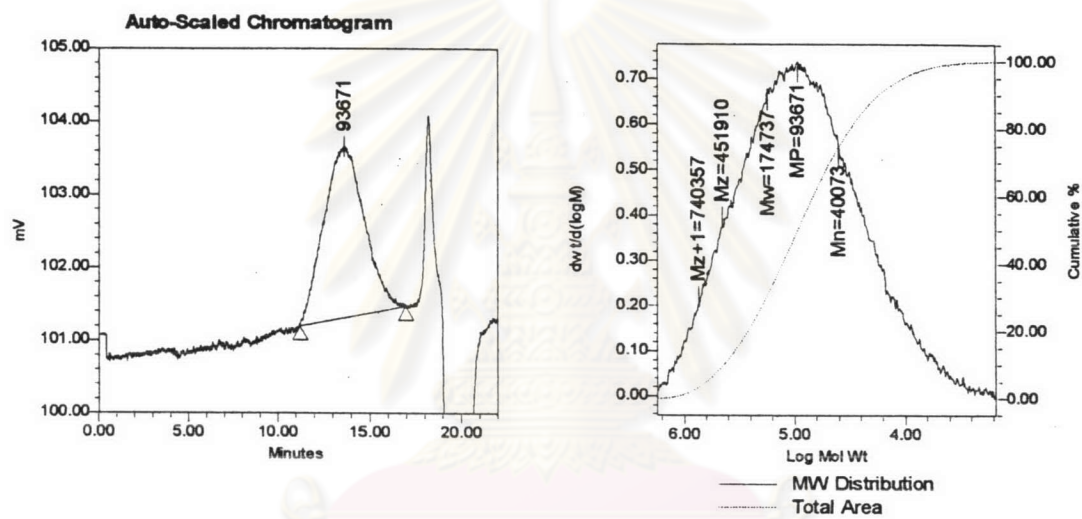 Auto-Scaled Chromatogram
105.00
104.00
103.00
102.00
101.00
100.00
mV
93671
0.00 5.00 10.00 15.00 20.00
Minutes
0.70
0.60
0.50
0.40
0.30
0.20
0.10
0.00
dwt/d(logM)
Mz+1=740357
Mz=451910
Mw=174737
MP=93671
Mn=40073
100.00
80.00
60.00
40.00
20.00
0.00
Cumulative %
6.00 5.00 4.00
Log Mol Wt
MW Distribution
Total Area